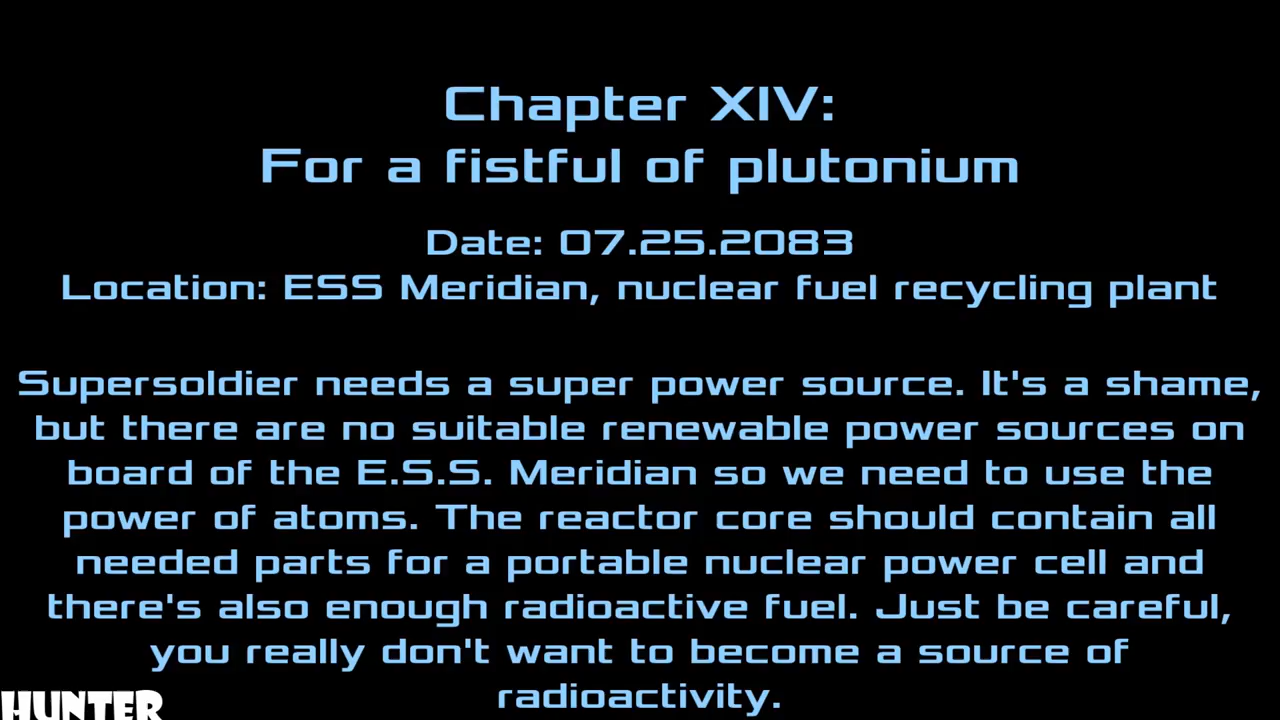 Chapter XIV:
For a fistful of plutonium
Date: 07.25.2083
Location: ESS Meridian, nuclear fuel recycling plant
Supersoldier needs a super power source. It's a shame,
but there are no suitable renewable power sources on
board of the E.S.S. Meridian so we need to use the
power of atoms. The reactor core should contain all
needed parts for a portable nuclear power cell and
there's also enough radioactive fuel. Just be careful,
you really don't want to become a source of
radioactivity.
HUNTER